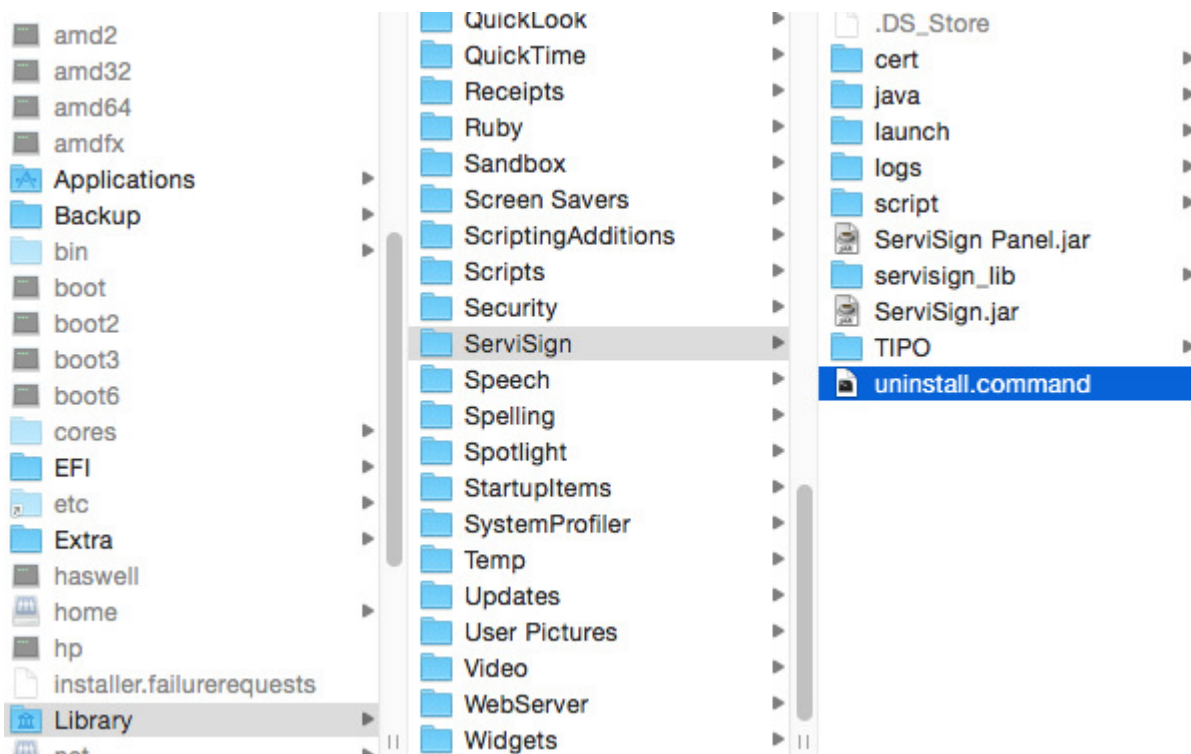 amd2
amd32
amd64
amdfx
Applications
Backup
bin
boot
boot2
boot3
boot6
cores
EFI
etc
Extra
haswell
home
hp
installer.failurerequests
Library
QuickLook
QuickTime
Receipts
Ruby
Sandbox
Screen Savers
ScriptingAdditions
Scripts
Security
ServiSign
Speech
Spelling
Spotlight
StartupItems
SystemProfiler
Temp
Updates
User Pictures
Video
WebServer
Widgets
.DS_Store
cert
java
launch
logs
script
ServiSign Panel.jar
servisign_lib
ServiSign.jar
TIPO
uninstall.command